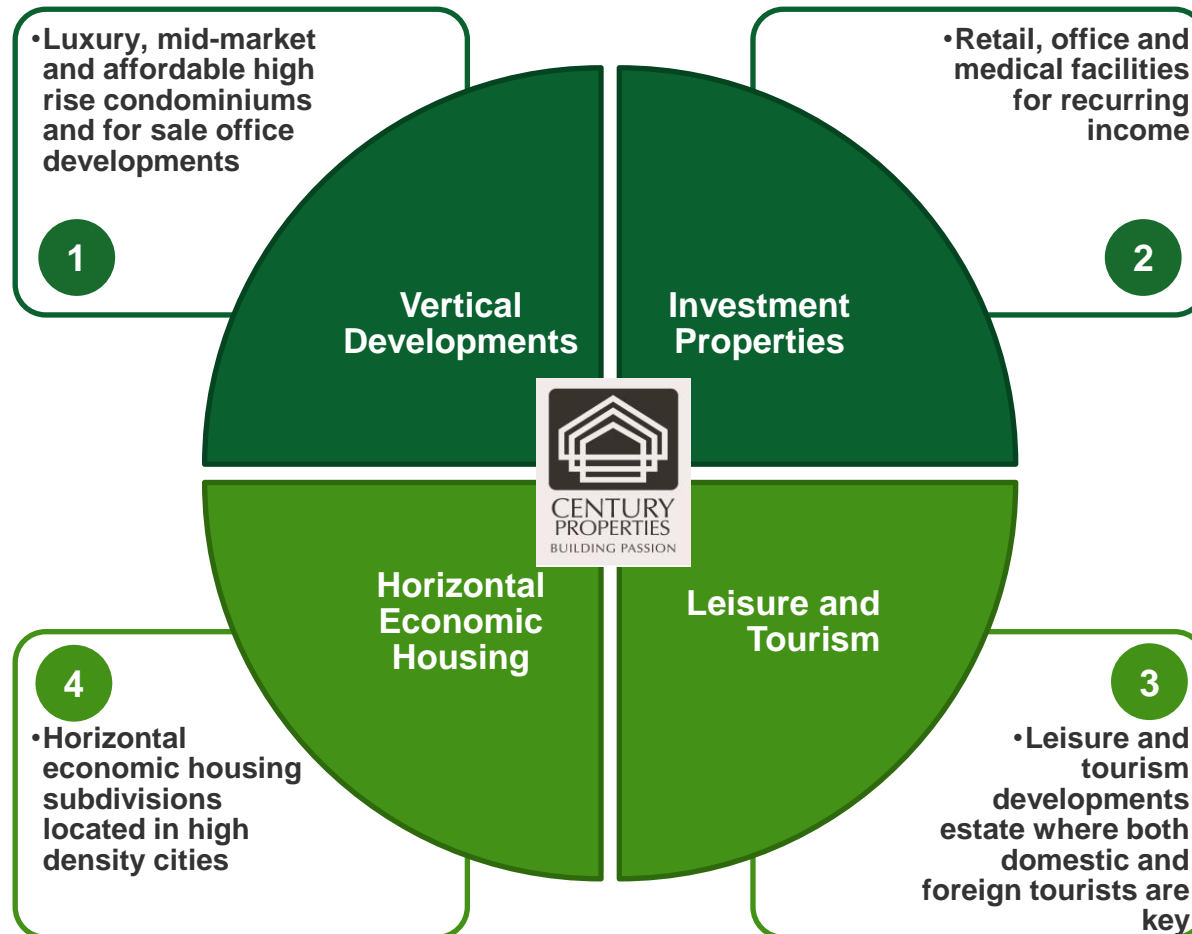 •Luxury, mid-market
and affordable high
rise condominiums
and for sale office
developments
1
•Retail, office and
medical facilities
for recurring
income
2
Vertical
Developments
Investment
Properties
CENTURY
PROPERTIES
BUILDING PASSION
Horizontal
Economic
Housing
Leisure and
Tourism
4
•Horizontal
economic housing
subdivisions
located in high
density cities
3
•Leisure and
tourism
developments
estate where both
domestic and
foreign tourists are
key